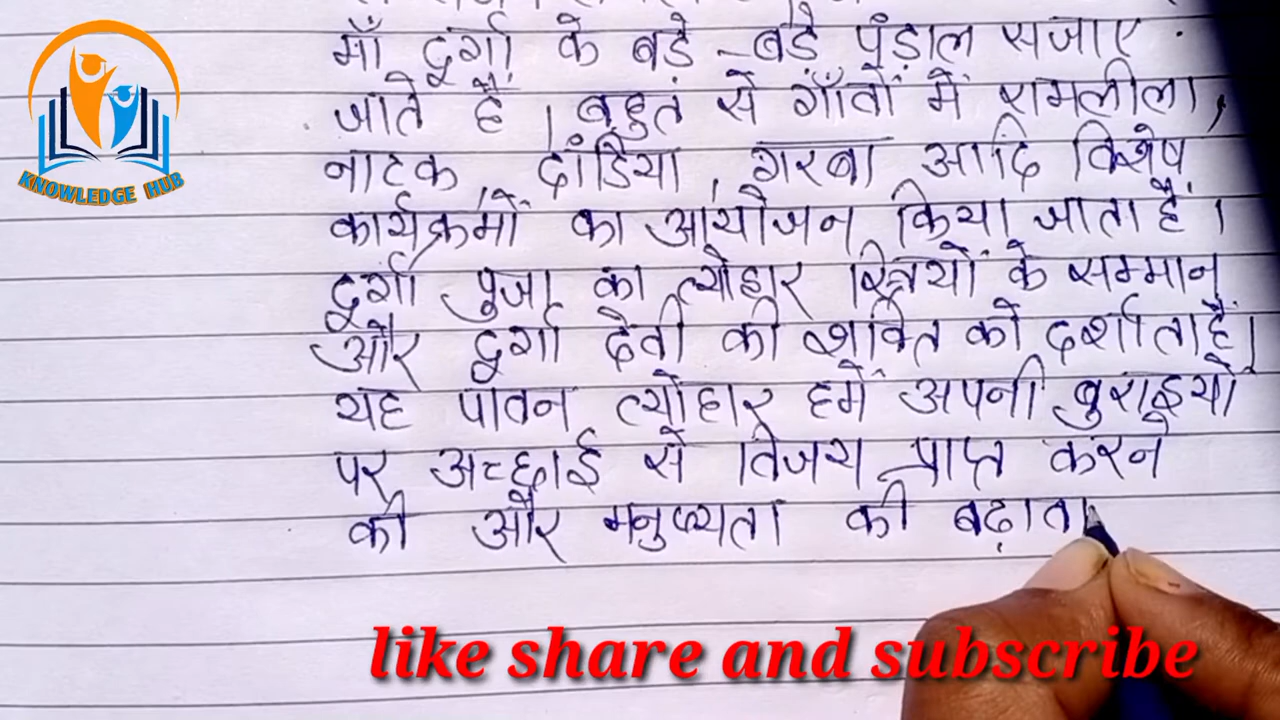 माँ दूर्गा के बडे -बडे पंड़ाल सजाए
जाते है । बहुत से गाँवों में रामलीला,
नाटक, दांडिया, गरबा आदि विशेष
कार्यक्रमों का आयोजन किया जाता है ।
दूर्गा पुजा का त्योहार स्त्रियों के सम्मान
और दूर्गा देवी की शक्ति को दर्शाता है।
यह पावन त्योहार हमें अपनी बुराइयों
पर अच्छाई से विजय प्राप्त करने
की और मनुष्यता की बढ़ाता
KNOWLEDGE HUB
like share and subscribe